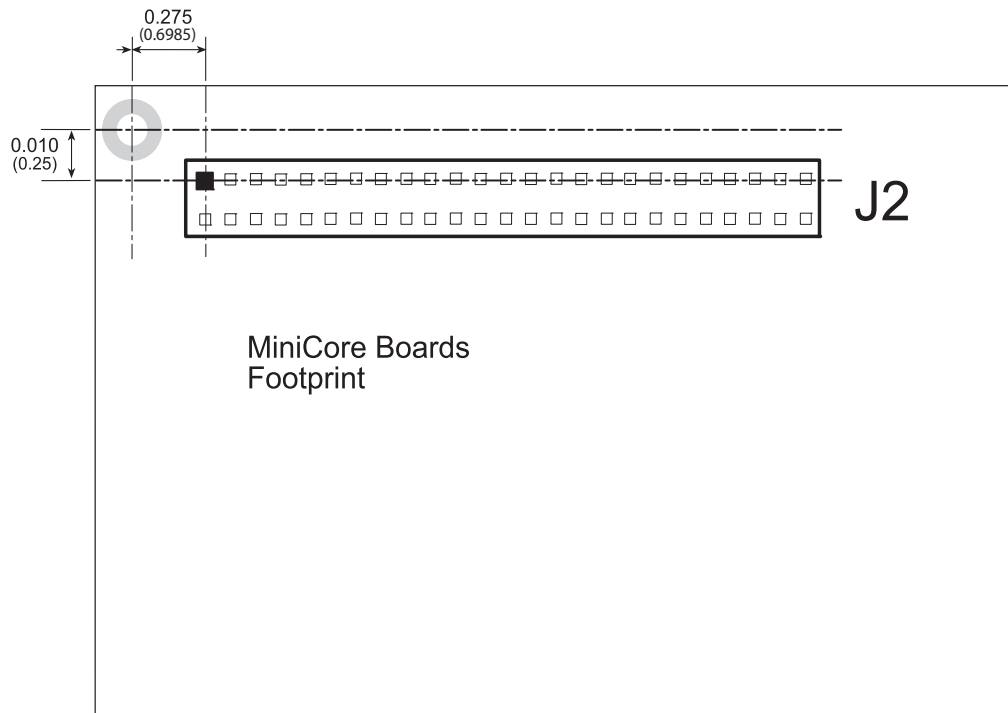 0.275
(0.6985)
0.010
(0.25)
J2
MiniCore Boards
Footprint